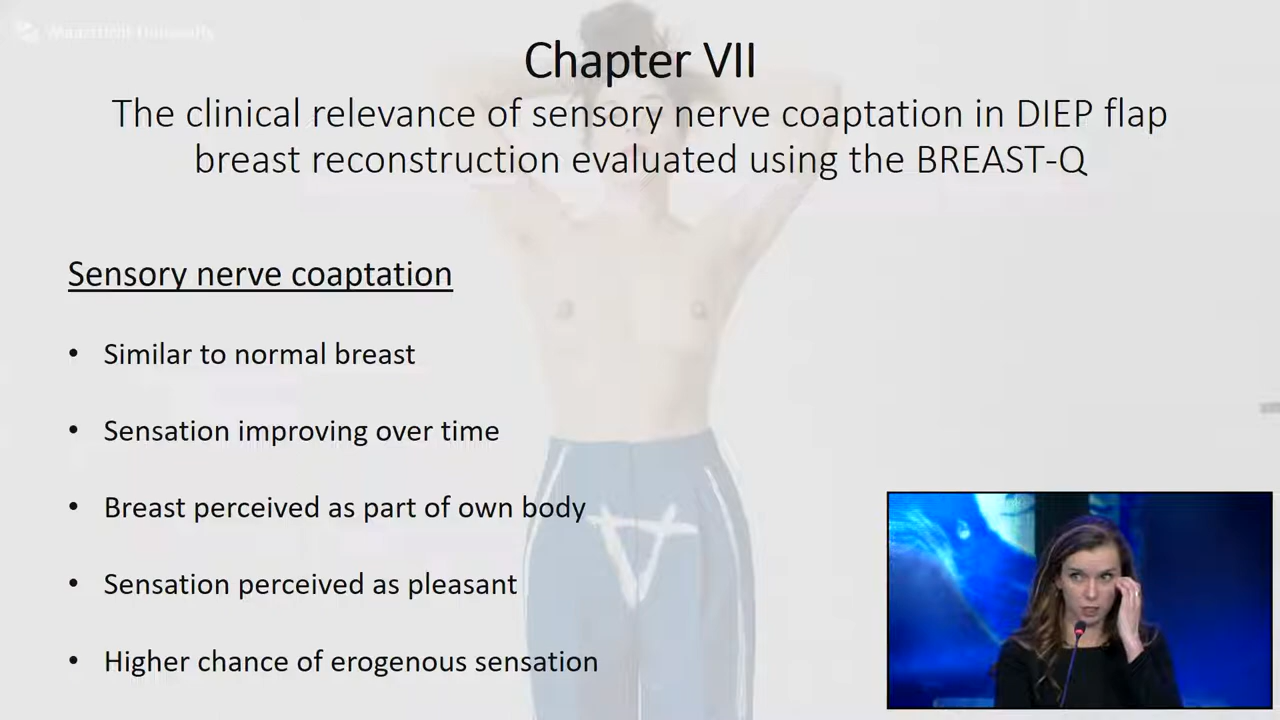 Maastricht University
Chapter VII
The clinical relevance of sensory nerve coaptation in DIEP flap
breast reconstruction evaluated using the BREAST-Q
Sensory nerve coaptation
• Similar to normal breast
• Sensation improving over time
• Breast perceived as part of own body
• Sensation perceived as pleasant
• Higher chance of erogenous sensation